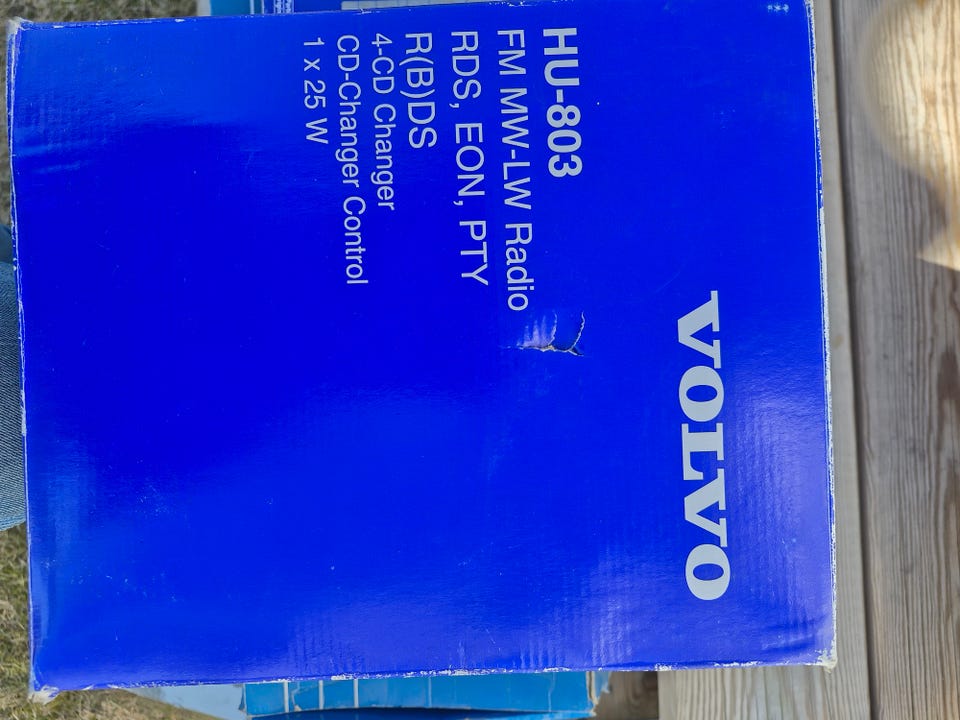 VOLVO
HU-803
FM MW-LW Radio
RDS, EON, PTY
R(B)DS
4-CD Changer
CD-Changer Control
1 x 25 W